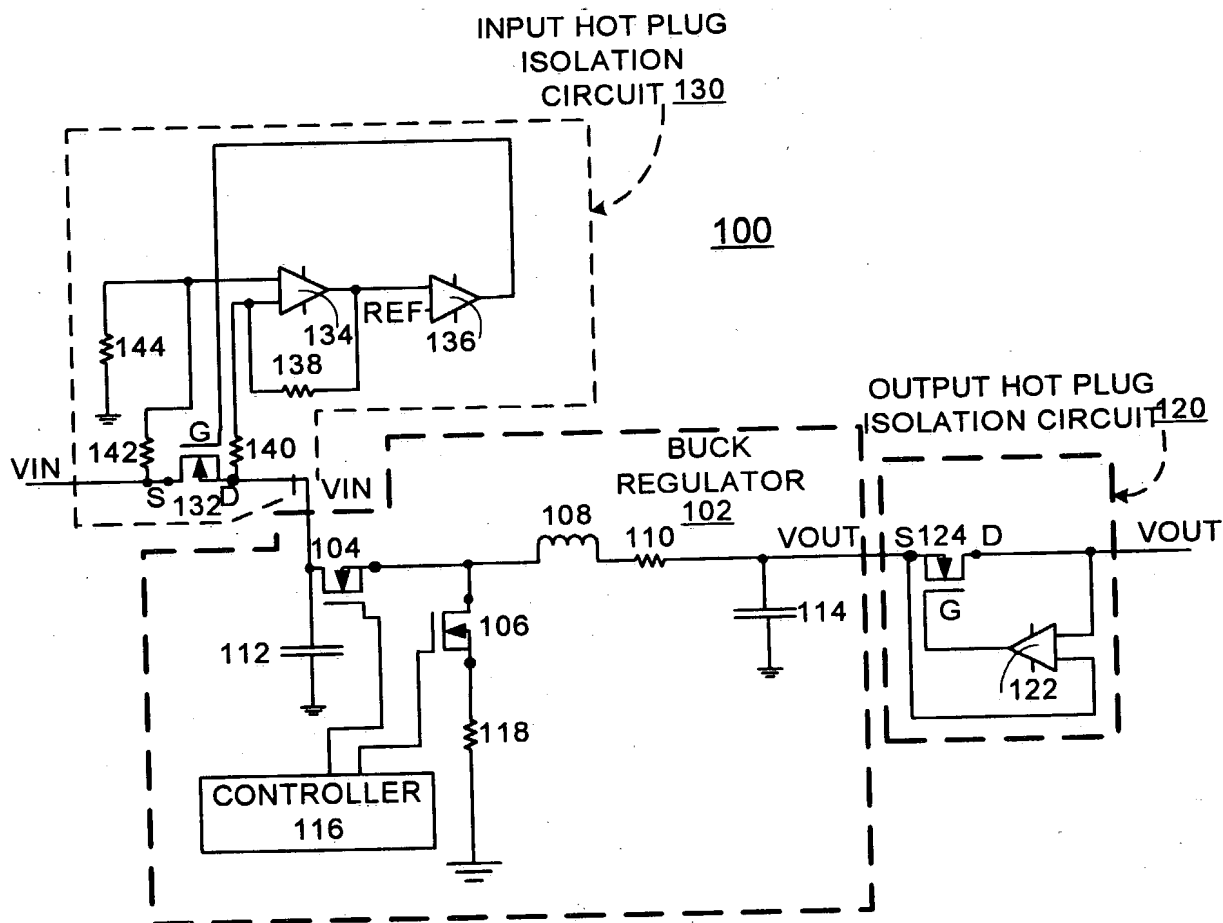 INPUT HOT PLUG
ISOLATION
CIRCUIT 130
100
134
REF
136
144
138
OUTPUT HOT PLUG
ISOLATION CIRCUIT 120
142
G
140
VIN
S
132
D
VIN
BUCK
REGULATOR
102
108
110
VOUT
S
124
D
VOUT
104
G
106
114
112
122
118
CONTROLLER
116